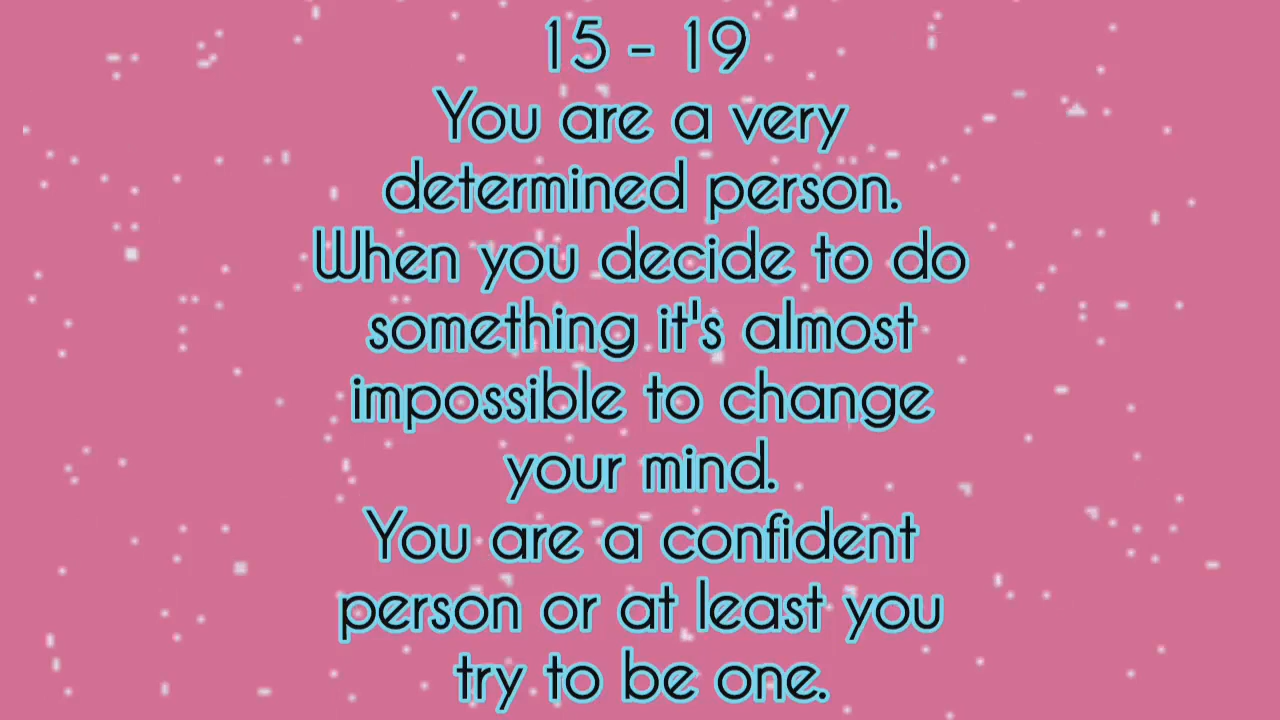 15 - 19
You are a very
determined person.
When you decide to do
something it's almost
impossible to change
your mind.
You are a confident
person or at least you
try to be one.